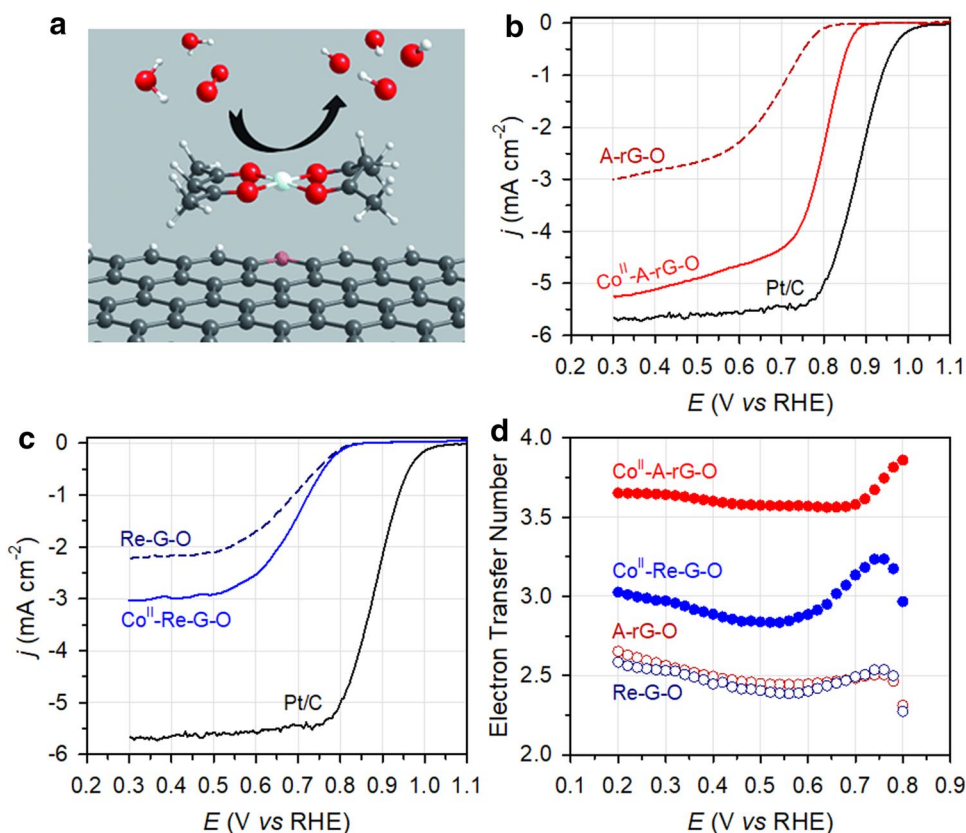 a
b
0
-1
-2
-3
-4
-5
-6
j (mA cm⁻²)
A-rG-O
Coᴵᴵ-A-rG-O
Pt/C
0.2 0.3 0.4 0.5 0.6 0.7 0.8 0.9 1.0 1.1
E (V vs RHE)
c
0
-1
-2
-3
-4
-5
-6
j (mA cm⁻²)
Re-G-O
Coᴵᴵ-Re-G-O
Pt/C
0.2 0.3 0.4 0.5 0.6 0.7 0.8 0.9 1.0 1.1
E (V vs RHE)
d
4.0
3.5
3.0
2.5
2.0
Electron Transfer Number
Coᴵᴵ-A-rG-O
Coᴵᴵ-Re-G-O
A-rG-O
Re-G-O
0.1 0.2 0.3 0.4 0.5 0.6 0.7 0.8 0.9
E (V vs RHE)